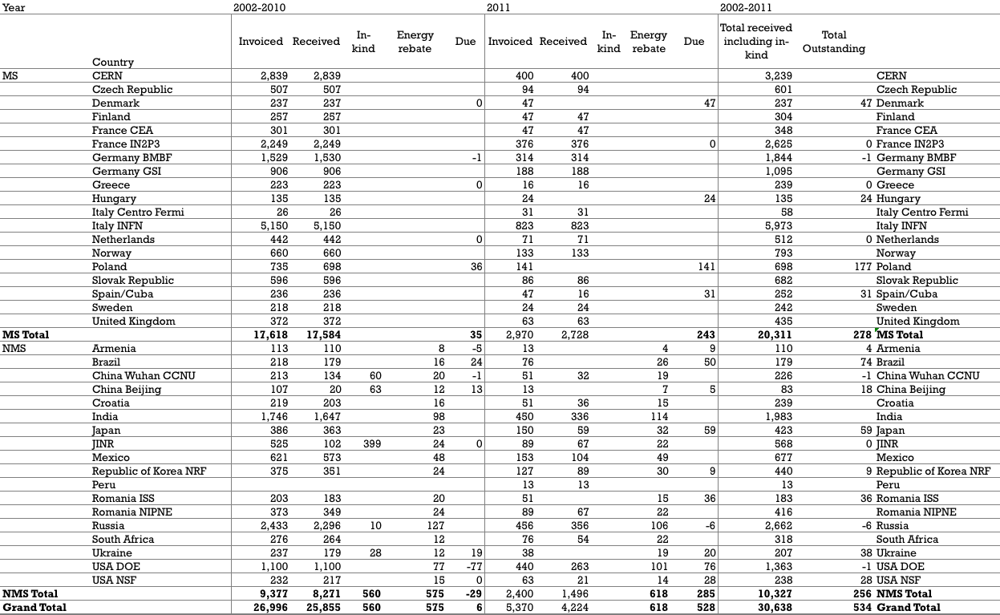 Year 2002-2010 2011 2002-2011
Country Invoiced Received In-kind Energy rebate Due Invoiced Received In-kind Energy rebate Due Total received including in-kind Total Outstanding
MS CERN 2,839 2,839 400 400 3,239 CERN
Czech Republic 507 507 94 94 601 Czech Republic
Denmark 237 237 0 47 47 237 47 Denmark
Finland 257 257 47 47 304 Finland
France CEA 301 301 47 47 348 France CEA
France IN2P3 2,249 2,249 376 376 0 2,625 0 France IN2P3
Germany BMBF 1,529 1,530 -1 314 314 1,844 -1 Germany BMBF
Germany GSI 906 906 188 188 1,095 Germany GSI
Greece 223 223 0 16 16 239 0 Greece
Hungary 135 135 24 24 135 24 Hungary
Italy Centro Fermi 26 26 31 31 58 Italy Centro Fermi
Italy INFN 5,150 5,150 823 823 5,973 Italy INFN
Netherlands 442 442 0 71 71 512 0 Netherlands
Norway 660 660 133 133 793 Norway
Poland 735 698 36 141 141 698 177 Poland
Slovak Republic 596 596 86 86 682 Slovak Republic
Spain/Cuba 236 236 47 16 31 252 31 Spain/Cuba
Sweden 218 218 24 24 242 Sweden
United Kingdom 372 372 63 63 435 United Kingdom
MS Total 17,618 17,584 35 2,970 2,728 243 20,311 278 MS Total
NMS Armenia 113 110 8 -5 13 4 9 110 4 Armenia
Brazil 218 179 16 24 76 26 50 179 74 Brazil
China Wuhan CCNU 213 134 60 20 -1 51 32 19 226 -1 China Wuhan CCNU
China Beijing 107 20 63 12 13 13 7 5 83 18 China Beijing
Croatia 219 203 16 51 36 15 239 Croatia
India 1,746 1,647 98 450 336 114 1,983 India
Japan 386 363 23 150 59 32 59 423 59 Japan
JINR 525 102 399 24 0 89 67 22 568 0 JINR
Mexico 621 573 48 153 104 49 677 Mexico
Republic of Korea NRF 375 351 24 127 89 30 9 440 9 Republic of Korea NRF
Peru 13 13 13 Peru
Romania ISS 203 183 20 51 15 36 183 36 Romania ISS
Romania NIPNE 373 349 24 89 67 22 416 Romania NIPNE
Russia 2,433 2,296 10 127 456 356 106 -6 2,662 -6 Russia
South Africa 276 264 12 76 54 22 318 South Africa
Ukraine 237 179 28 12 19 38 19 20 207 38 Ukraine
USA DOE 1,100 1,100 77 -77 440 263 101 76 1,363 -1 USA DOE
USA NSF 232 217 15 0 63 21 14 28 238 28 USA NSF
NMS Total 9,377 8,271 560 575 -29 2,400 1,496 618 285 10,327 256 NMS Total
Grand Total 26,996 25,855 560 575 6 5,370 4,224 618 528 30,638 534 Grand Total